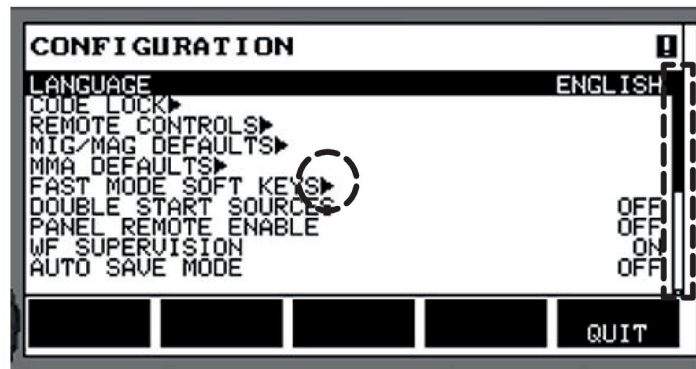 CONFIGURATION
LANGUAGE ENGLISH
CODE LOCK▶
REMOTE CONTROLS▶
MIG/MAG DEFAULTS▶
MMA DEFAULTS▶
FAST MODE SOFT KEYS▶
DOUBLE START SOURCES OFF
PANEL REMOTE ENABLE OFF
WF SUPERVISION ON
AUTO SAVE MODE OFF
QUIT